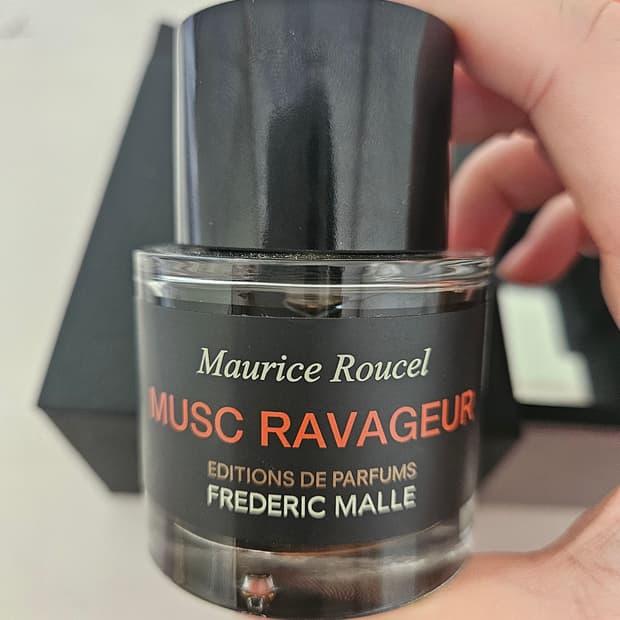 Maurice Roucel
MUSC RAVAGEUR
EDITIONS DE PARFUMS
FREDERIC MALLE